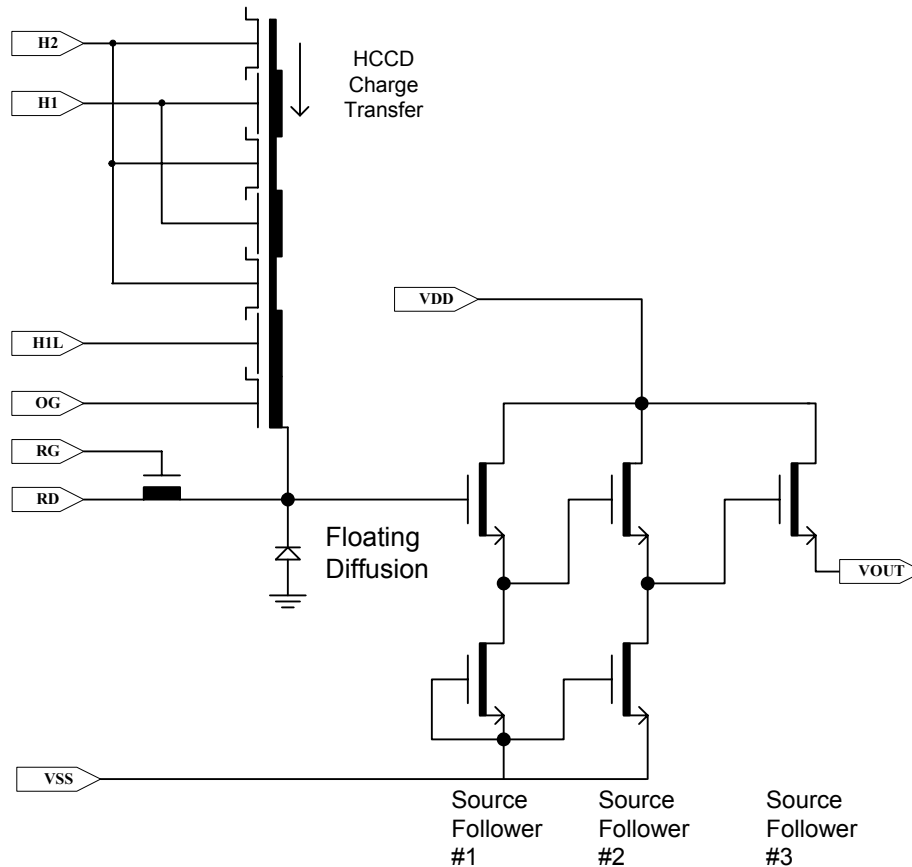 H2
HCCD
Charge
Transfer
H1
VDD
H1L
OG
RG
RD
Floating
Diffusion
VOUT
VSS
Source
Follower
#1
Source
Follower
#2
Source
Follower
#3